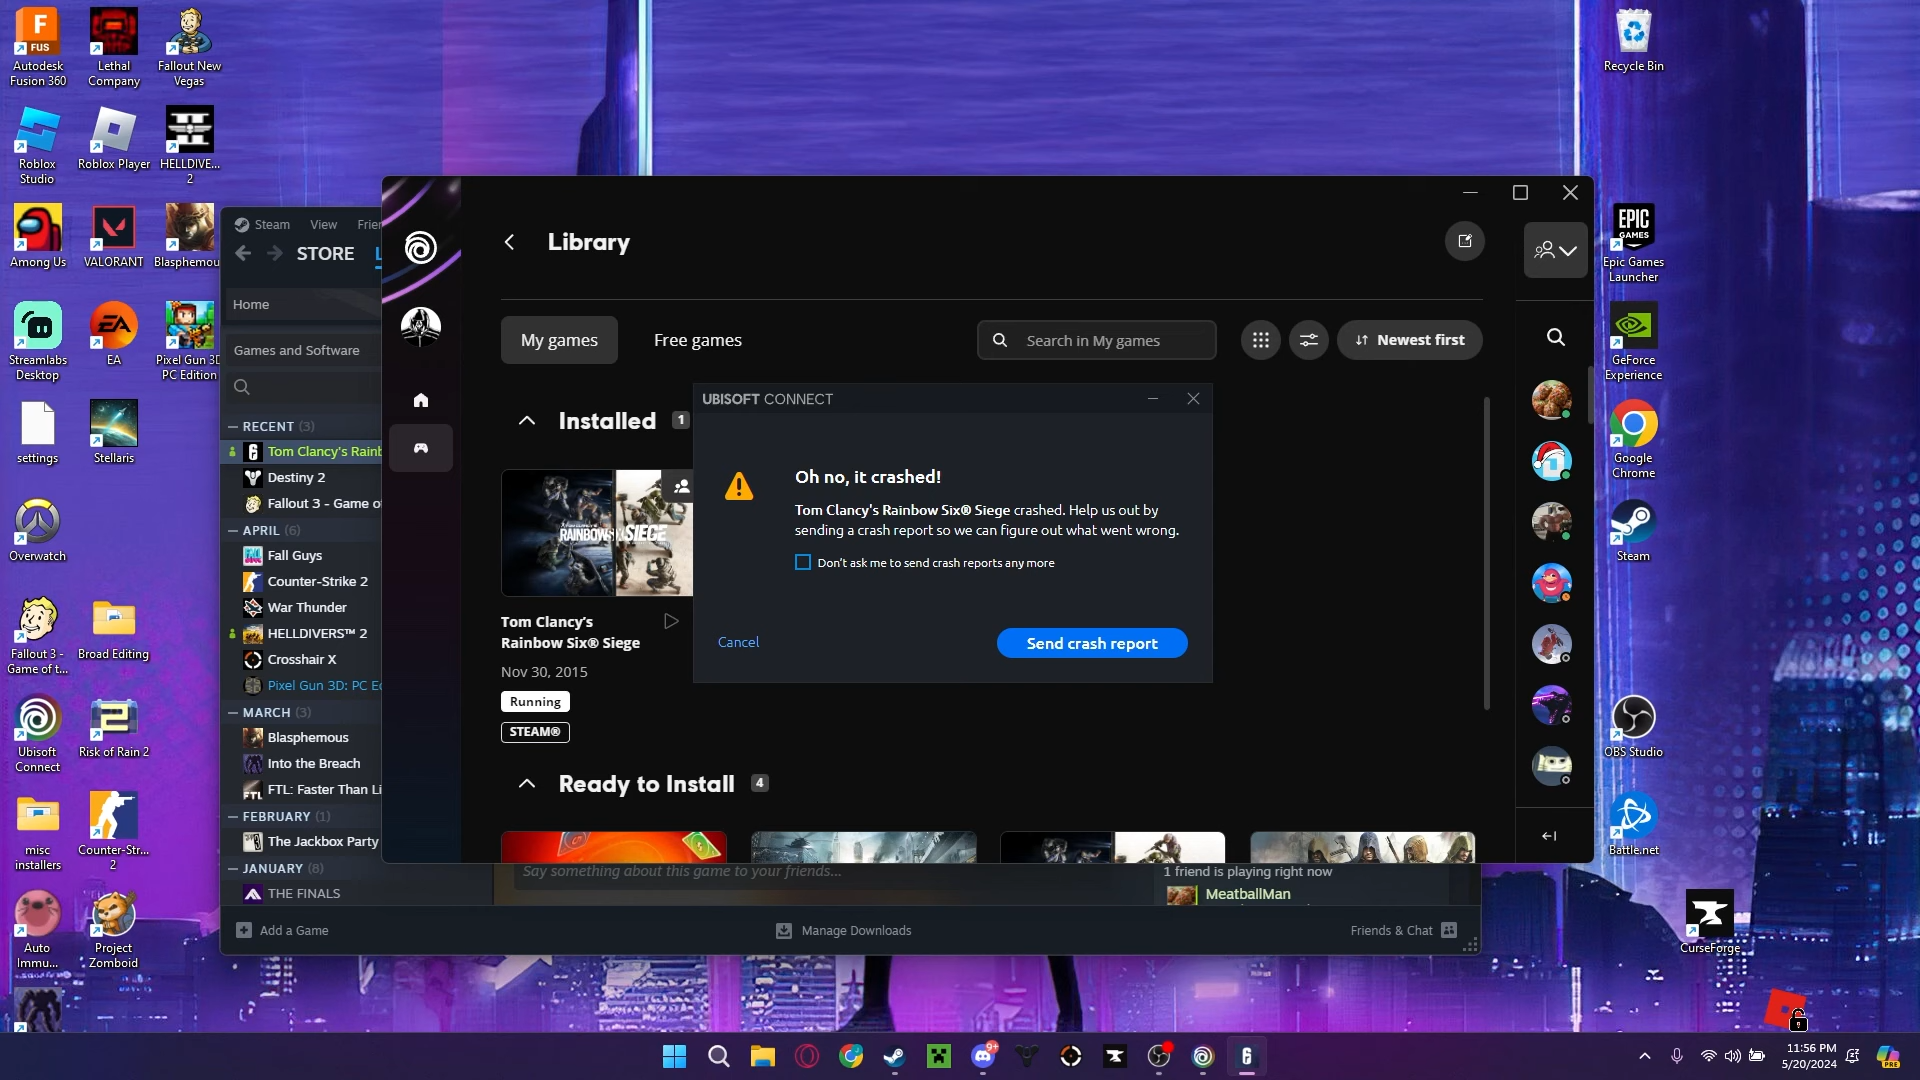 Autodesk
Fusion 360
Lethal
Company
Fallout New
Vegas
Roblox
Studio
Roblox Player
HELLDIVE...
2
Among Us
VALORANT
Blasphemou
Streamlabs
Desktop
EA
Pixel Gun 3D
PC Edition
settings
Stellaris
Overwatch
Fallout 3 -
Game of t...
Broad Editing
Ubisoft
Connect
Risk of Rain 2
misc
installers
Counter-Str...
2
Auto
Immu...
Project
Zomboid
Steam View Frie
STORE L
Home
Games and Software
RECENT (3)
Tom Clancy's Rainb
Destiny 2
Fallout 3 - Game o
APRIL (6)
Fall Guys
Counter-Strike 2
War Thunder
HELLDIVERS™ 2
Crosshair X
Pixel Gun 3D: PC Ec
MARCH (3)
Blasphemous
Into the Breach
FTL: Faster Than Li
FEBRUARY (1)
The Jackbox Party
JANUARY (8)
THE FINALS
Add a Game
Manage Downloads
Friends & Chat
Say something about this game to your friends...
1 friend is playing right now
MeatballMan
Library
My games
Free games
Search in My games
Newest first
Installed 1
RAINBOW SIX SIEGE
Tom Clancy's
Rainbow Six® Siege
Nov 30, 2015
Running
STEAM®
Ready to Install 4
UBISOFT CONNECT
Oh no, it crashed!
Tom Clancy's Rainbow Six® Siege crashed. Help us out by
sending a crash report so we can figure out what went wrong.
Don't ask me to send crash reports any more
Cancel
Send crash report
Recycle Bin
EPIC
GAMES
Epic Games
Launcher
GeForce
Experience
Google
Chrome
Steam
OBS Studio
Battle.net
CurseForge
11:56 PM
5/20/2024